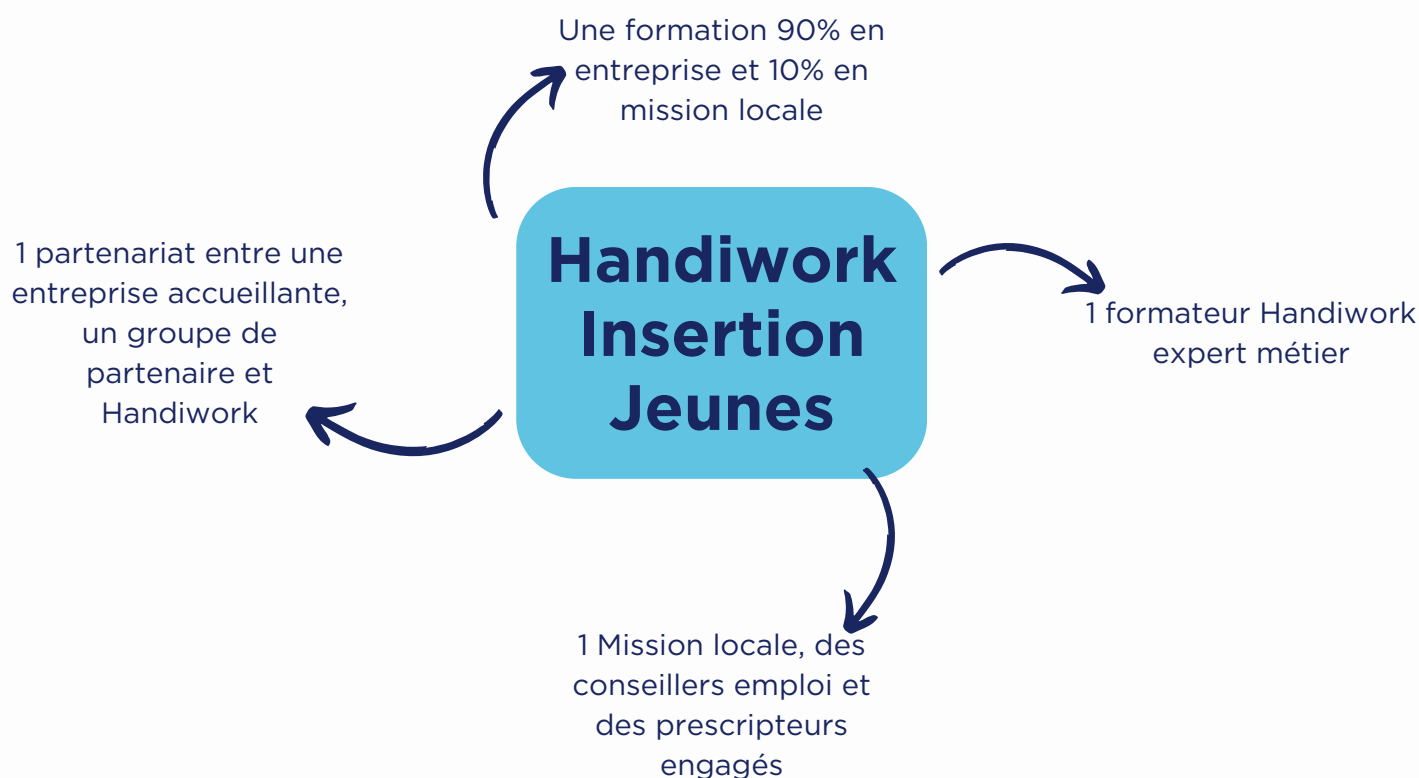 Une formation 90% en
entreprise et 10% en
mission locale
1 partenariat entre une
entreprise accueillante,
un groupe de
partenaire et
Handiwork
Handiwork
Insertion
Jeunes
1 formateur Handiwork
expert métier
1 Mission locale, des
conseillers emploi et
des prescripteurs
engagés